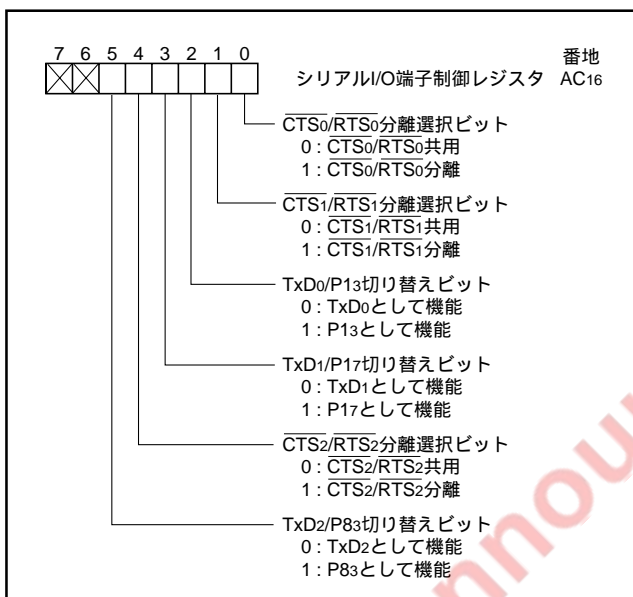 7 6 5 4 3 2 1 0
番地
シリアルI/O端子制御レジスタ AC16
CTS0/RTS0分離選択ビット
0 : CTS0/RTS0共用
1 : CTS0/RTS0分離
CTS1/RTS1分離選択ビット
0 : CTS1/RTS1共用
1 : CTS1/RTS1分離
TxD0/P13切り替えビット
0 : TxD0として機能
1 : P13として機能
TxD1/P17切り替えビット
0 : TxD1として機能
1 : P17として機能
CTS2/RTS2分離選択ビット
0 : CTS2/RTS2共用
1 : CTS2/RTS2分離
TxD2/P83切り替えビット
0 : TxD2として機能
1 : P83として機能
nnou